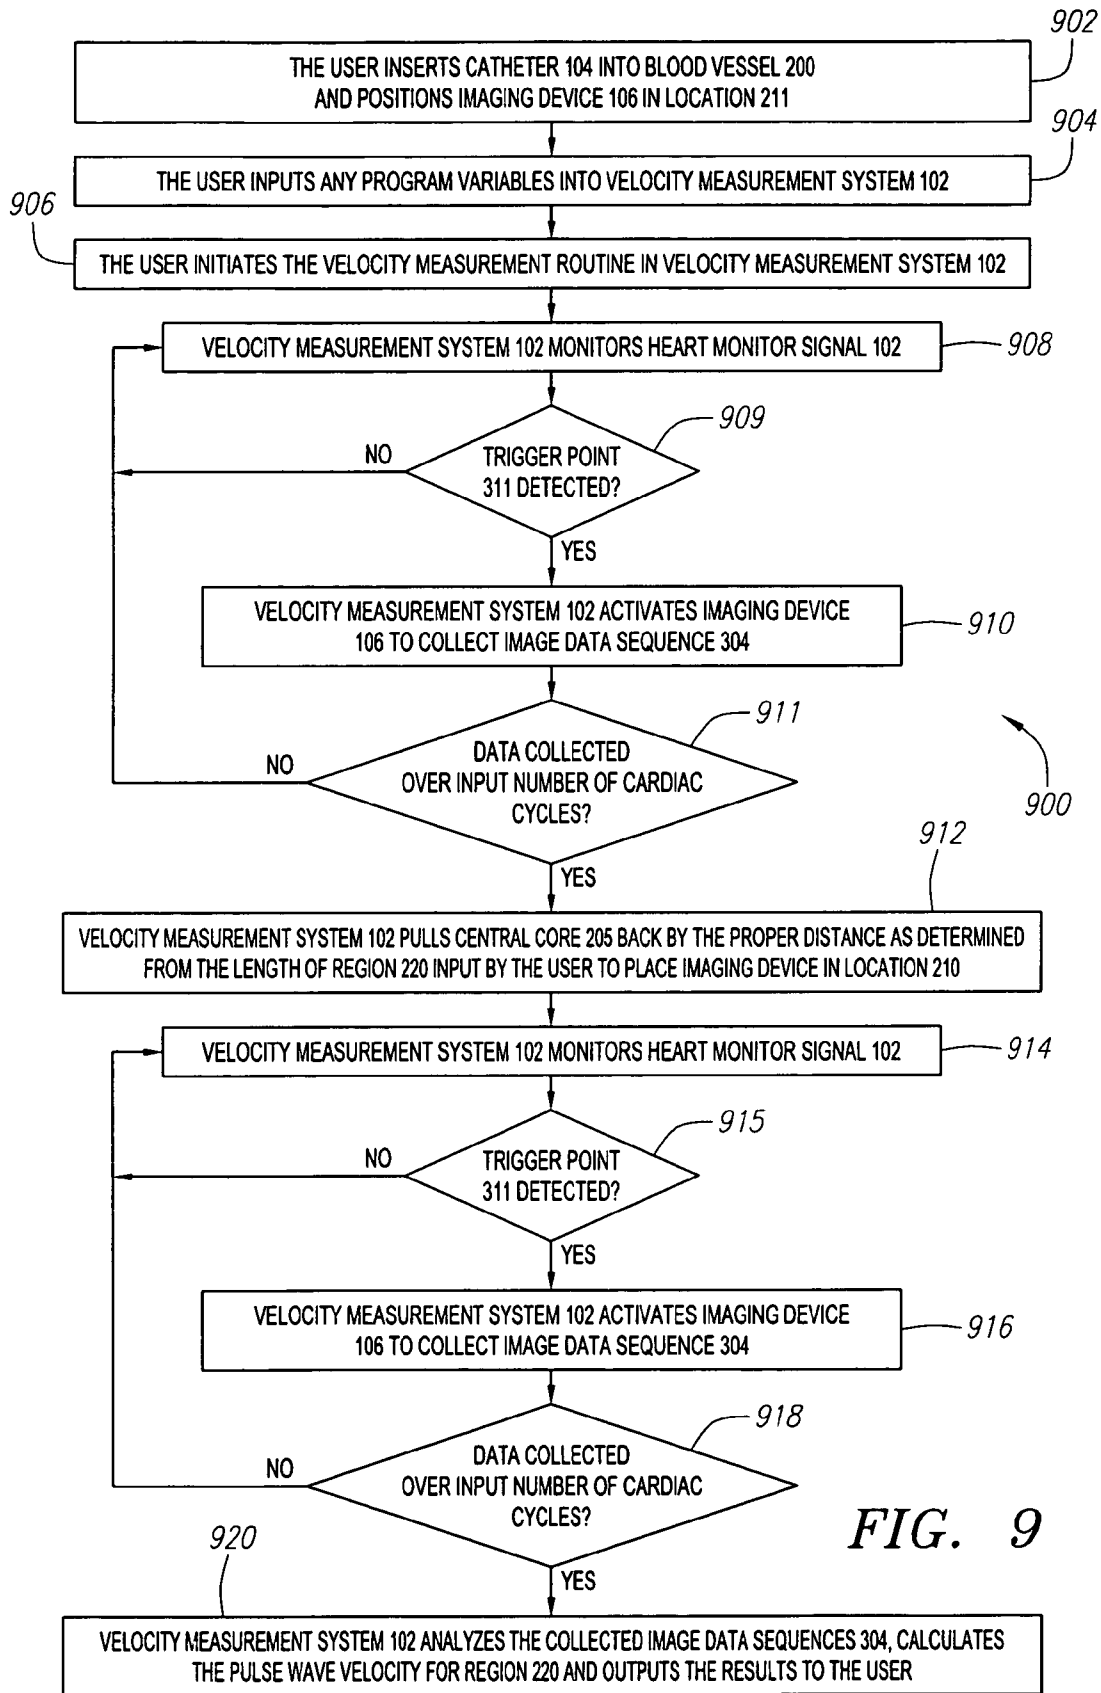 902
THE USER INSERTS CATHETER 104 INTO BLOOD VESSEL 200
AND POSITIONS IMAGING DEVICE 106 IN LOCATION 211
904
THE USER INPUTS ANY PROGRAM VARIABLES INTO VELOCITY MEASUREMENT SYSTEM 102
906
THE USER INITIATES THE VELOCITY MEASUREMENT ROUTINE IN VELOCITY MEASUREMENT SYSTEM 102
VELOCITY MEASUREMENT SYSTEM 102 MONITORS HEART MONITOR SIGNAL 102
908
909
NO
TRIGGER POINT
311 DETECTED?
YES
VELOCITY MEASUREMENT SYSTEM 102 ACTIVATES IMAGING DEVICE
106 TO COLLECT IMAGE DATA SEQUENCE 304
910
911
NO
DATA COLLECTED
OVER INPUT NUMBER OF CARDIAC
CYCLES?
900
YES
912
VELOCITY MEASUREMENT SYSTEM 102 PULLS CENTRAL CORE 205 BACK BY THE PROPER DISTANCE AS DETERMINED
FROM THE LENGTH OF REGION 220 INPUT BY THE USER TO PLACE IMAGING DEVICE IN LOCATION 210
VELOCITY MEASUREMENT SYSTEM 102 MONITORS HEART MONITOR SIGNAL 102
914
915
NO
TRIGGER POINT
311 DETECTED?
YES
VELOCITY MEASUREMENT SYSTEM 102 ACTIVATES IMAGING DEVICE
106 TO COLLECT IMAGE DATA SEQUENCE 304
916
918
NO
DATA COLLECTED
OVER INPUT NUMBER OF CARDIAC
CYCLES?
FIG. 9
YES
920
VELOCITY MEASUREMENT SYSTEM 102 ANALYZES THE COLLECTED IMAGE DATA SEQUENCES 304, CALCULATES
THE PULSE WAVE VELOCITY FOR REGION 220 AND OUTPUTS THE RESULTS TO THE USER